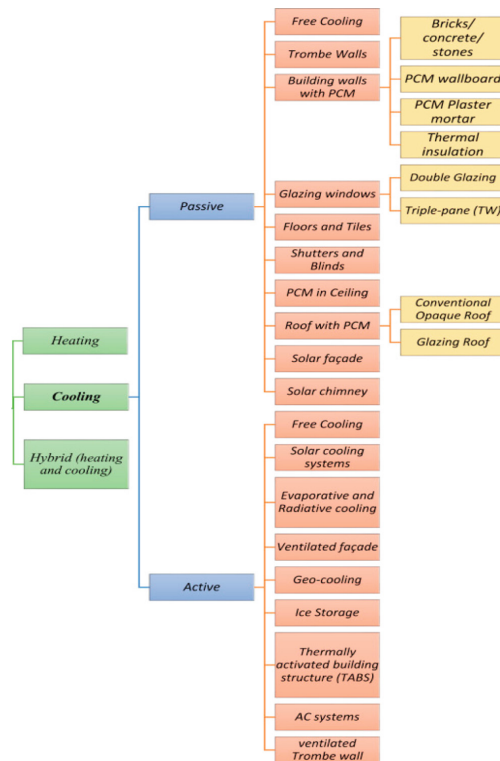 Heating
Cooling
Hybrid (heating
and cooling)
Passive
Active
Free Cooling
Trombe Walls
Building walls
with PCM
Glazing windows
Floors and Tiles
Shutters and
Blinds
PCM in Ceiling
Roof with PCM
Solar façade
Solar chimney
Free Cooling
Solar cooling
systems
Evaporative and
Radiative cooling
Ventilated façade
Geo-cooling
Ice Storage
Thermally
activated building
structure (TABS)
AC systems
ventilated
Trombe wall
Bricks/
concrete/
stones
PCM wallboard
PCM Plaster
mortar
Thermal
insulation
Double Glazing
Triple-pane (TW)
Conventional
Opaque Roof
Glazing Roof